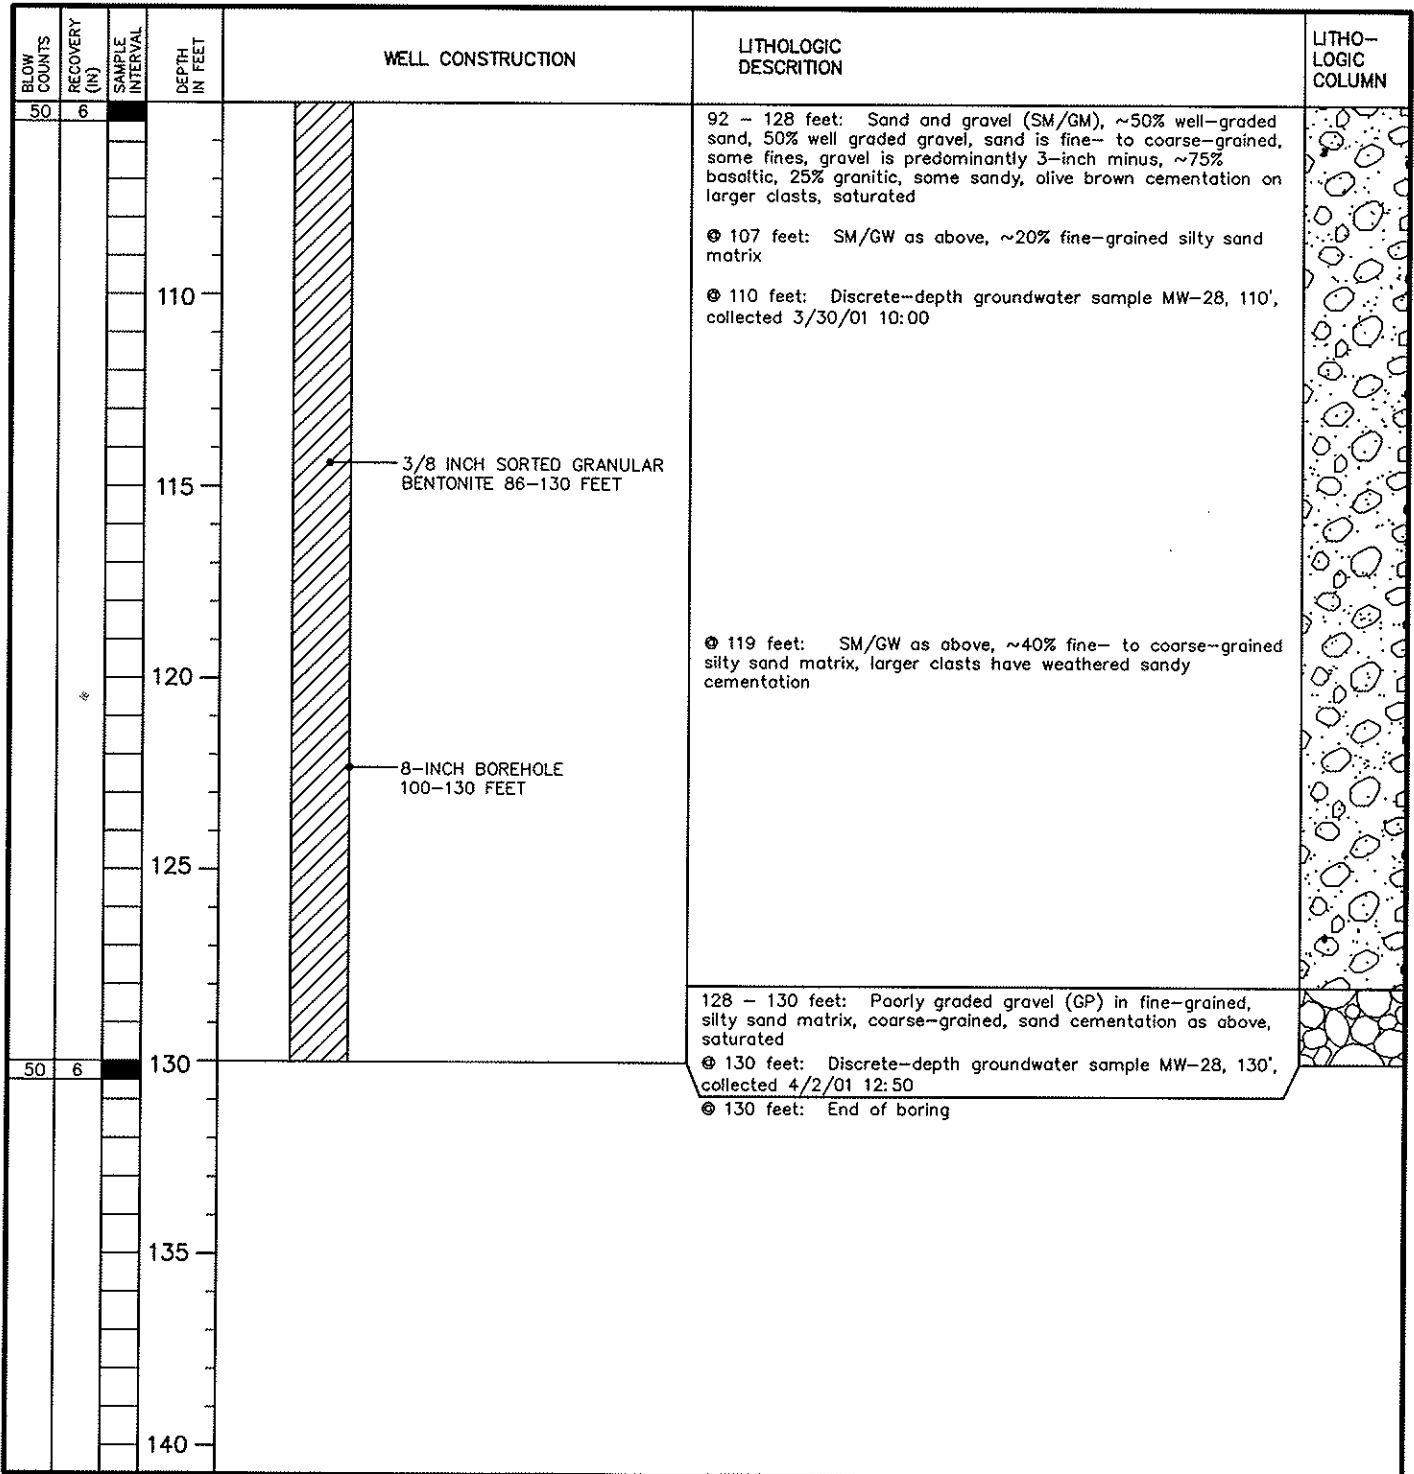 BLOW
COUNTS
RECOVERY
(IN)
SAMPLE
INTERVAL
DEPTH
IN FEET
WELL CONSTRUCTION
LITHOLOGIC
DESCRITION
LITHO–
LOGIC
COLUMN
50 6
92 – 128 feet: Sand and gravel (SM/GM), ~50% well–graded
sand, 50% well graded gravel, sand is fine– to coarse–grained,
some fines, gravel is predominantly 3–inch minus, ~75%
basaltic, 25% granitic, some sandy, olive brown cementation on
larger clasts, saturated
@ 107 feet: SM/GW as above, ~20% fine–grained silty sand
matrix
110
@ 110 feet: Discrete–depth groundwater sample MW–28, 110',
collected 3/30/01 10:00
3/8 INCH SORTED GRANULAR
BENTONITE 86–130 FEET
115
@ 119 feet: SM/GW as above, ~40% fine– to coarse–grained
silty sand matrix, larger clasts have weathered sandy
cementation
120
8–INCH BOREHOLE
100–130 FEET
125
128 – 130 feet: Poorly graded gravel (GP) in fine–grained,
silty sand matrix, coarse–grained, sand cementation as above,
saturated
50 6
130
@ 130 feet: Discrete–depth groundwater sample MW–28, 130',
collected 4/2/01 12:50
@ 130 feet: End of boring
135
140